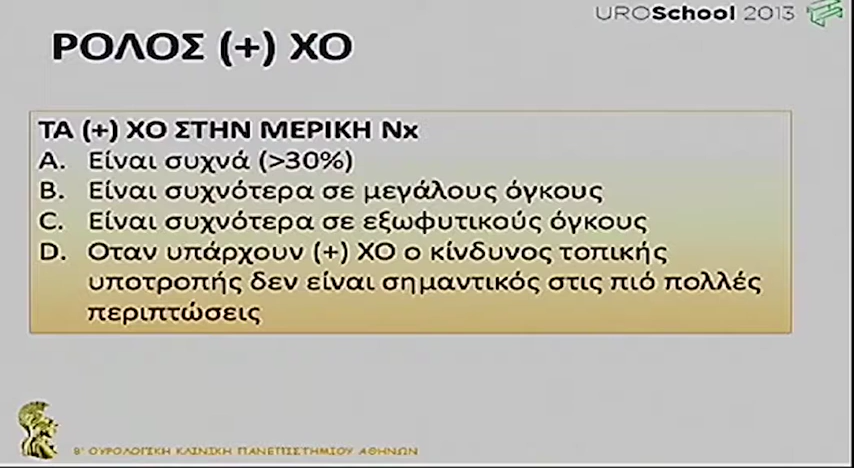 UROSchool 2013
ΡΟΛΟΣ (+) ΧΟ
ΤΑ (+) ΧΟ ΣΤΗΝ ΜΕΡΙΚΗ Nx
A. Είναι συχνά (>30%)
B. Είναι συχνότερα σε μεγάλους όγκους
C. Είναι συχνότερα σε εξωφυτικούς όγκους
D. Οταν υπάρχουν (+) ΧΟ ο κίνδυνος τοπικής
υποτροπής δεν είναι σημαντικός στις πιό πολλές
περιπτώσεις
Β' ΟΥΡΟΛΟΓΙΚΗ ΚΛΙΝΙΚΗ ΠΑΝΕΠΙΣΤΗΜΙΟΥ ΑΘΗΝΩΝ